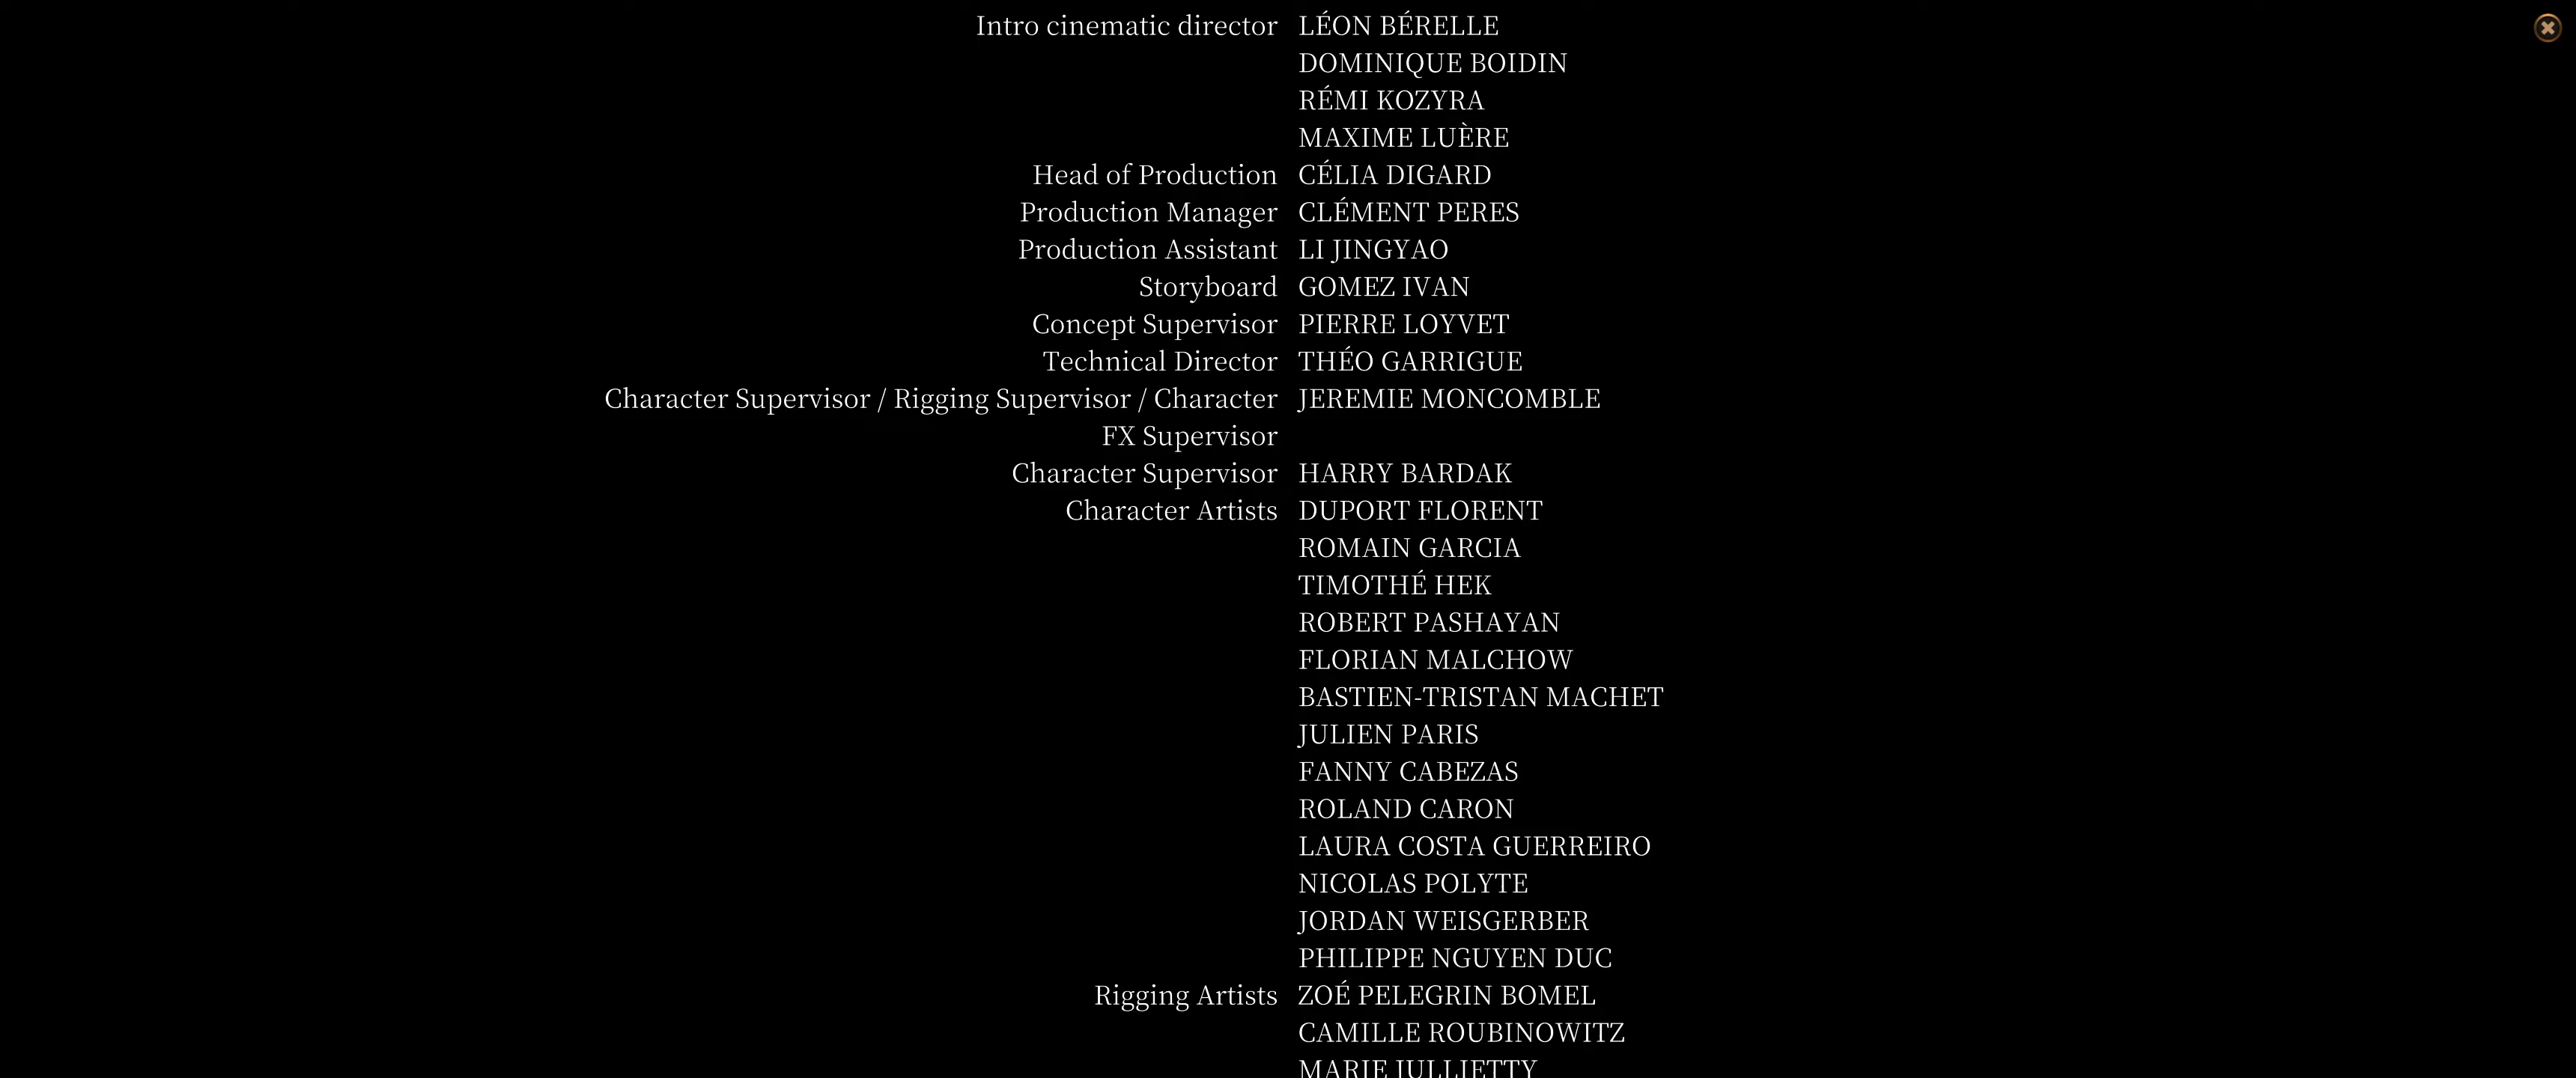 Intro cinematic director LÉON BÉRELLE
DOMINIQUE BOIDIN
RÉMI KOZYRA
MAXIME LUÈRE
Head of Production CÉLIA DIGARD
Production Manager CLÉMENT PERES
Production Assistant LI JINGYAO
Storyboard GOMEZ IVAN
Concept Supervisor PIERRE LOYVET
Technical Director THÉO GARRIGUE
Character Supervisor / Rigging Supervisor / Character JEREMIE MONCOMBLE
FX Supervisor
Character Supervisor HARRY BARDAK
Character Artists DUPORT FLORENT
ROMAIN GARCIA
TIMOTHÉ HEK
ROBERT PASHAYAN
FLORIAN MALCHOW
BASTIEN-TRISTAN MACHET
JULIEN PARIS
FANNY CABEZAS
ROLAND CARON
LAURA COSTA GUERREIRO
NICOLAS POLYTE
JORDAN WEISGERBER
PHILIPPE NGUYEN DUC
Rigging Artists ZOÉ PELEGRIN BOMEL
CAMILLE ROUBINOWITZ
MARIE JULLIETTY